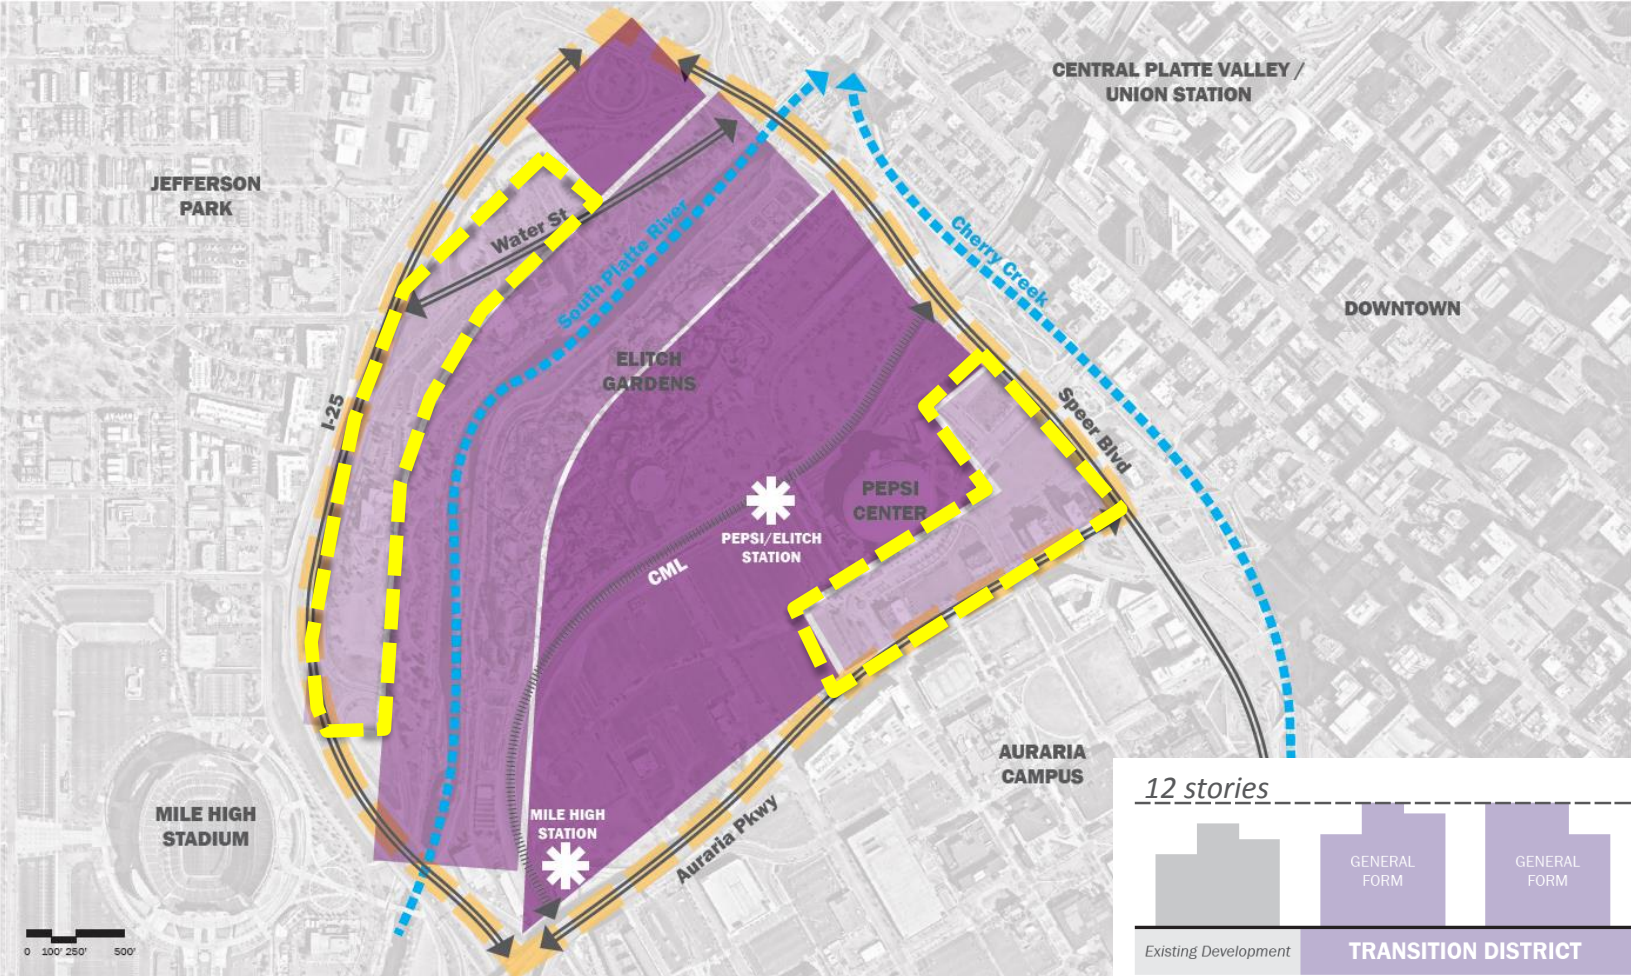 CENTRAL PLATTE VALLEY /
UNION STATION
JEFFERSON
PARK
Water St
South Platte River
Cherry Creek
DOWNTOWN
ELITCH
GARDENS
I-25
Speer Blvd
PEPSI
CENTER
PEPSI/ELITCH
STATION
CML
AURARIA
CAMPUS
MILE HIGH
STADIUM
MILE HIGH
STATION
Auraria Pkwy
0 100' 250' 500'
12 stories
GENERAL
FORM
GENERAL
FORM
Existing Development
TRANSITION DISTRICT